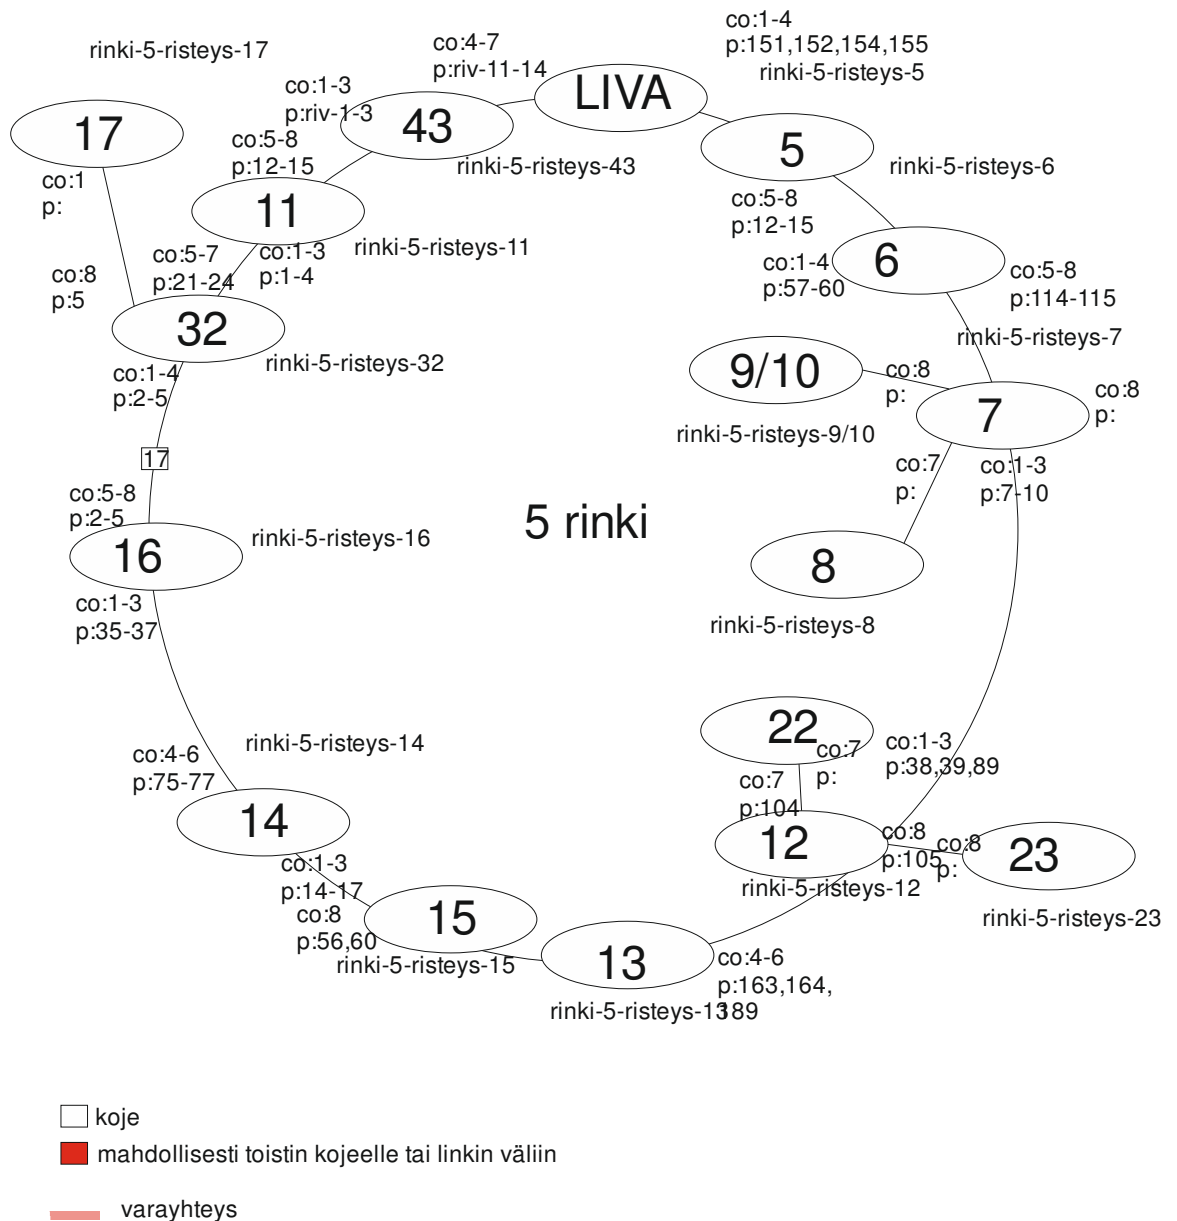 co:1-4
p:151,152,154,155
rinki-5-risteys-5
rinki-5-risteys-17
co:4-7
p:riv-11-14
LIVA
co:1-3
p:riv-1-3
43
17
5
co:5-8
p:12-15
rinki-5-risteys-43
rinki-5-risteys-6
co:1
p:
11
co:5-8
p:12-15
co:5-7
p:21-24
co:1-3
p:1-4
rinki-5-risteys-11
co:1-4
p:57-60
6
co:8
p:5
co:5-8
p:114-115
32
rinki-5-risteys-7
rinki-5-risteys-32
9/10
co:8
p:
co:1-4
p:2-5
7
co:8
p:
rinki-5-risteys-9/10
17
co:7
p:
co:1-3
p:7-10
co:5-8
p:2-5
5 rinki
16
rinki-5-risteys-16
8
co:1-3
p:35-37
rinki-5-risteys-8
22
co:7
p:
co:1-3
p:38,39,89
rinki-5-risteys-14
co:4-6
p:75-77
co:7
p:104
14
12
co:8
p:105
co:8
p:
23
co:1-3
p:14-17
rinki-5-risteys-12
co:8
p:56,60
15
rinki-5-risteys-23
rinki-5-risteys-15
13
co:4-6
p:163,164,
189
rinki-5-risteys-13
koje
mahdollisesti toistin kojeelle tai linkin väliin
varayhteys